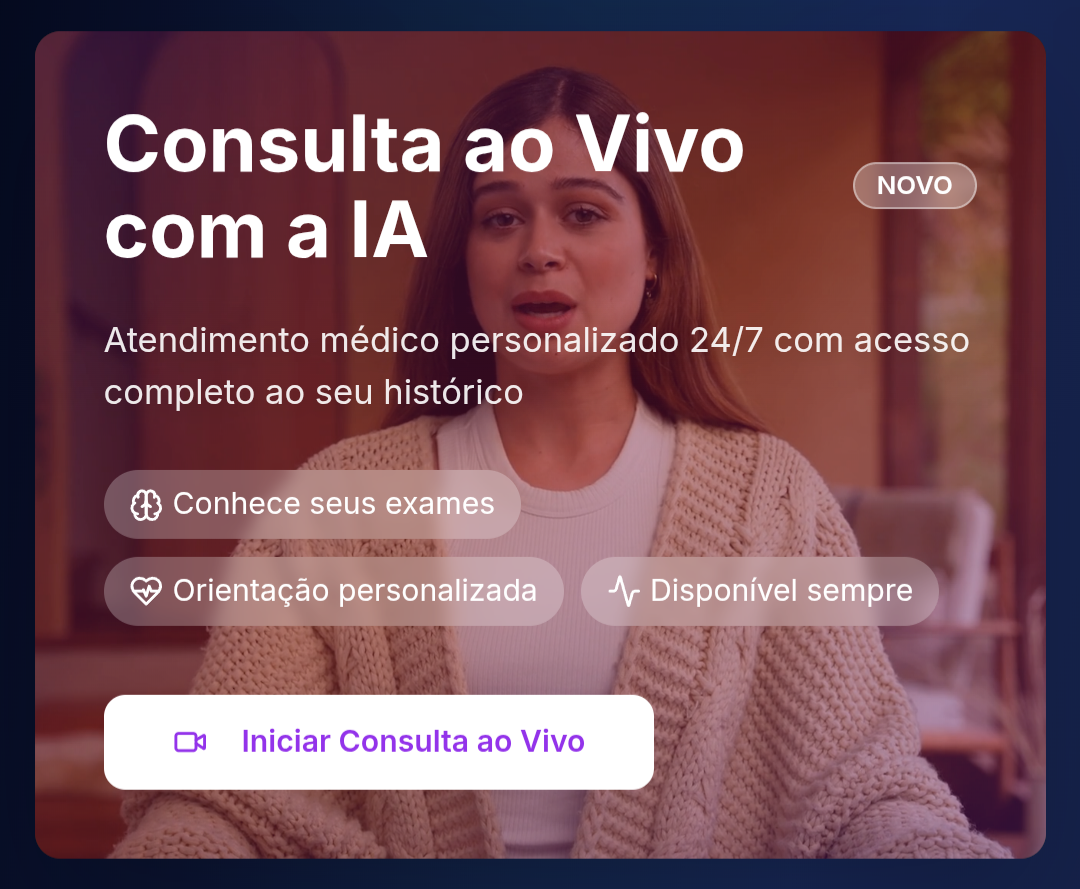 Consulta ao Vivo
com a IA
NOVO
Atendimento médico personalizado 24/7 com acesso
completo ao seu histórico
Conhece seus exames
Orientação personalizada
Disponível sempre
Iniciar Consulta ao Vivo